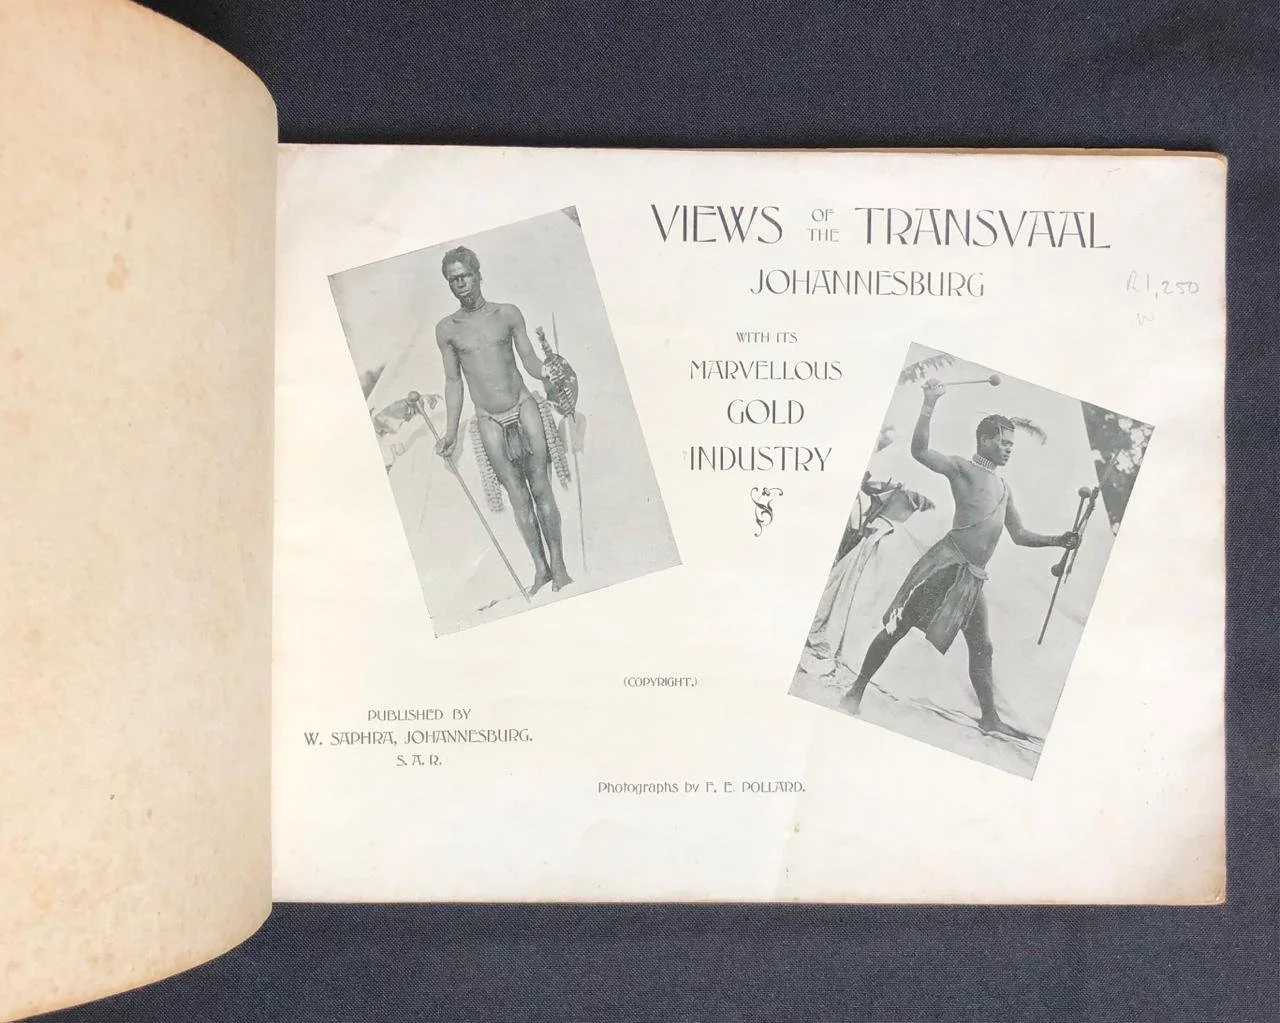 VIEWS OF THE TRANSVAAL
JOHANNESBURG
WITH ITS
MARVELLOUS
GOLD
INDUSTRY
R1,250
(COPYRIGHT.)
PUBLISHED BY
W. SAPHRA, JOHANNESBURG.
S. A. R.
Photographs by F. E. POLLARD.